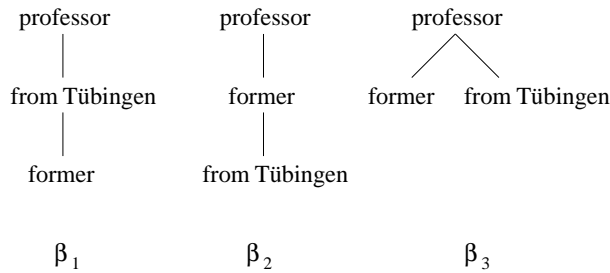 professor professor professor
from Tübingen former former from Tübingen
former from Tübingen
β1 β2 β3